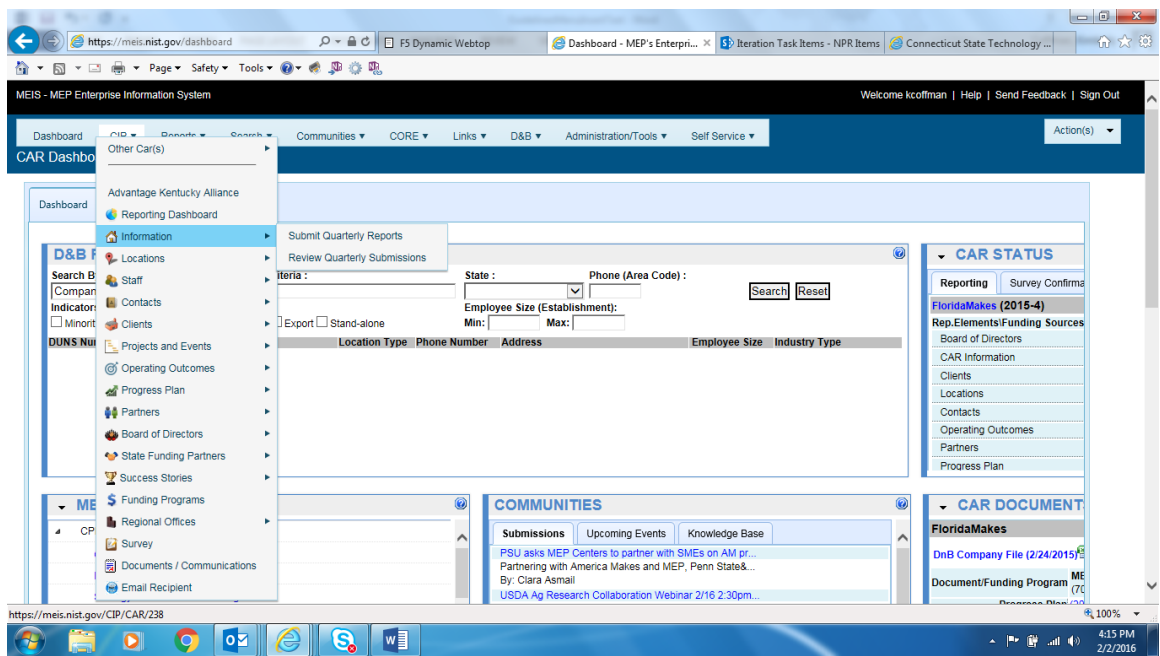 https://meis.nist.gov/dashboard
F5 Dynamic Webtop
Dashboard - MEP's Enterpri...
Iteration Task Items - NPR Items
Connecticut State Technology ...
Page Safety Tools
MEIS - MEP Enterprise Information System
Welcome kcoffman | Help | Send Feedback | Sign Out
Dashboard CIP Reports Search Communities CORE Links D&B Administration/Tools Self Service
Action(s)
CAR Dashbo
Other Car(s)
Advantage Kentucky Alliance
Reporting Dashboard
Information
Locations
Staff
Contacts
Clients
Projects and Events
Operating Outcomes
Progress Plan
Partners
Board of Directors
State Funding Partners
Success Stories
Funding Programs
Regional Offices
Survey
Documents / Communications
Email Recipient
Submit Quarterly Reports
Review Quarterly Submissions
Dashboard
D&B
Search B
iteria : State : Phone (Area Code) :
Compan
Search Reset
Indicators
Employee Size (Establishment):
Minorit
Export Stand-alone Min: Max:
DUNS Nu
Location Type Phone Number Address Employee Size Industry Type
ME
CP
COMMUNITIES
Submissions Upcoming Events Knowledge Base
PSU asks MEP Centers to partner with SMEs on AM pr...
Partnering with America Makes and MEP, Penn State&...
By: Clara Asmail
USDA Ag Research Collaboration Webinar 2/16 2:30pm...
CAR STATUS
Reporting Survey Confirma
FloridaMakes (2015-4)
Rep.Elements\Funding Sources
Board of Directors
CAR Information
Clients
Locations
Contacts
Operating Outcomes
Partners
Progress Plan
CAR DOCUMENT
FloridaMakes
DnB Company File (2/24/2015)
Document/Funding Program
https://meis.nist.gov/CIP/CAR/238
100%
4:15 PM
2/2/2016